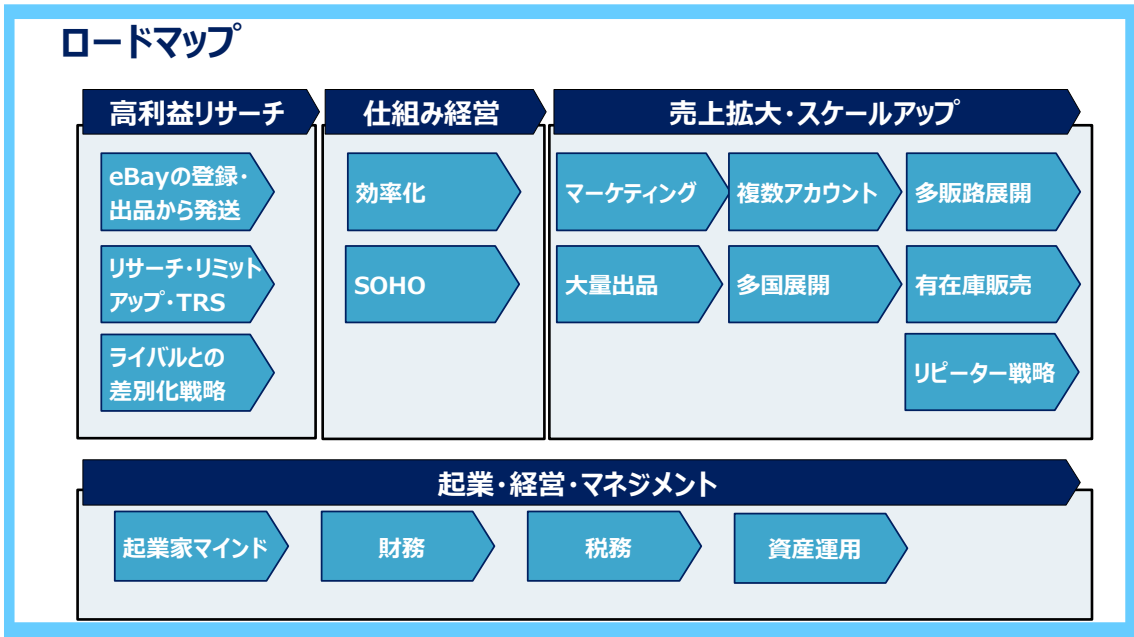 ロードマップ
高利益リサーチ
仕組み経営
売上拡大・スケールアップ
eBayの登録・
出品から発送
効率化
マーケティング
複数アカウント
多販路展開
リサーチ・リミット
アップ・TRS
SOHO
大量出品
多国展開
有在庫販売
ライバルとの
差別化戦略
リピーター戦略
起業・経営・マネジメント
起業家マインド
財務
税務
資産運用